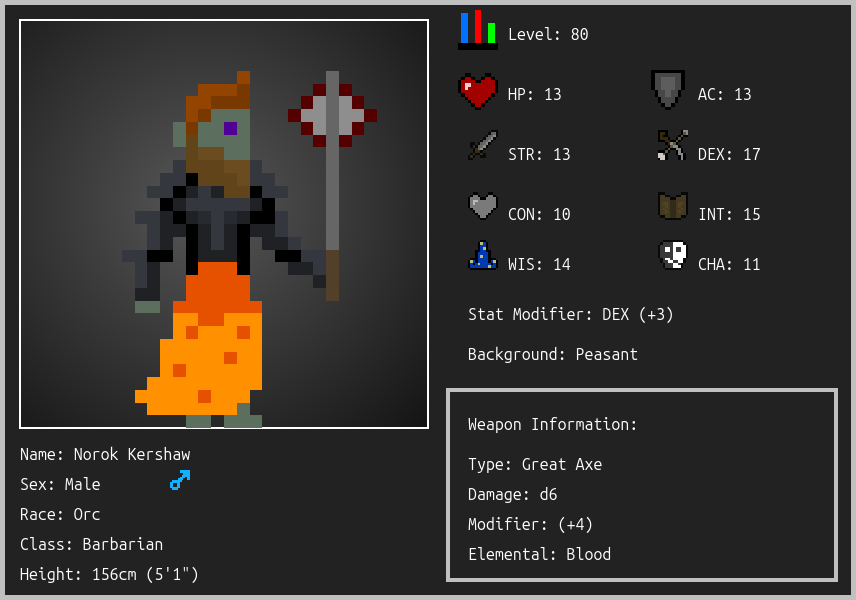 Level: 80
HP: 13
AC: 13
STR: 13
DEX: 17
CON: 10
INT: 15
WIS: 14
CHA: 11
Stat Modifier: DEX (+3)
Background: Peasant
Weapon Information:
Type: Great Axe
Damage: d6
Modifier: (+4)
Elemental: Blood
Name: Norok Kershaw
Sex: Male
Race: Orc
Class: Barbarian
Height: 156cm (5'1")